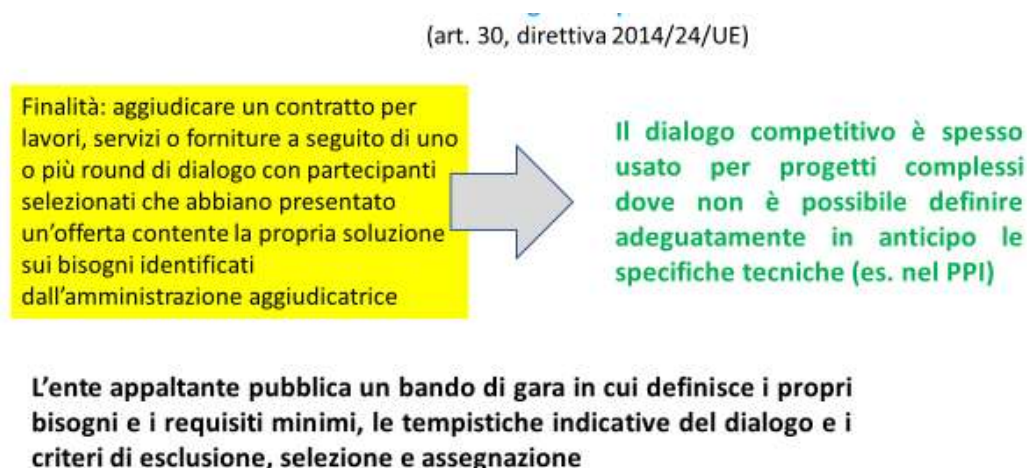 (art. 30, direttiva 2014/24/UE)
Finalità: aggiudicare un contratto per
lavori, servizi o forniture a seguito di uno
o più round di dialogo con partecipanti
selezionati che abbiano presentato
un'offerta contente la propria soluzione
sui bisogni identificati
dall'amministrazione aggiudicatrice
Il dialogo competitivo è spesso
usato per progetti complessi
dove non è possibile definire
adeguatamente in anticipo le
specifiche tecniche (es. nel PPI)
L'ente appaltante pubblica un bando di gara in cui definisce i propri
bisogni e i requisiti minimi, le tempistiche indicative del dialogo e i
criteri di esclusione, selezione e assegnazione